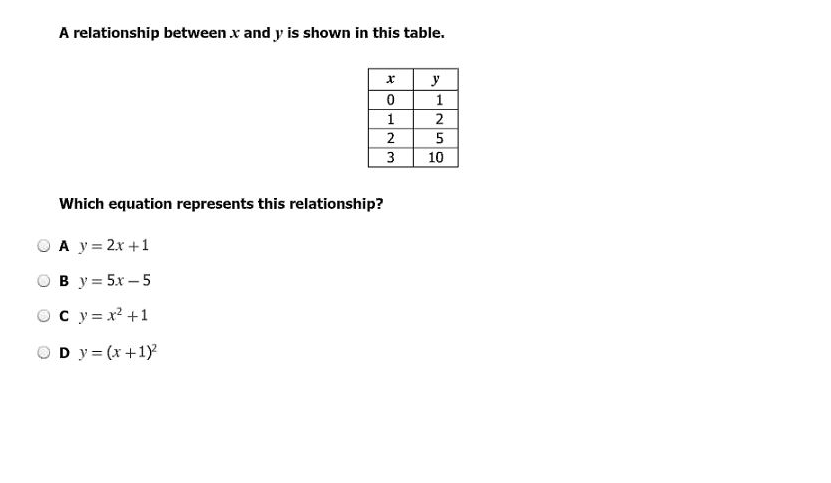 A relationship between x and y is shown in this table.
x y
0 1
1 2
2 5
3 10
Which equation represents this relationship?
A y = 2x + 1
B y = 5x – 5
C y = x² + 1
D y = (x + 1)²